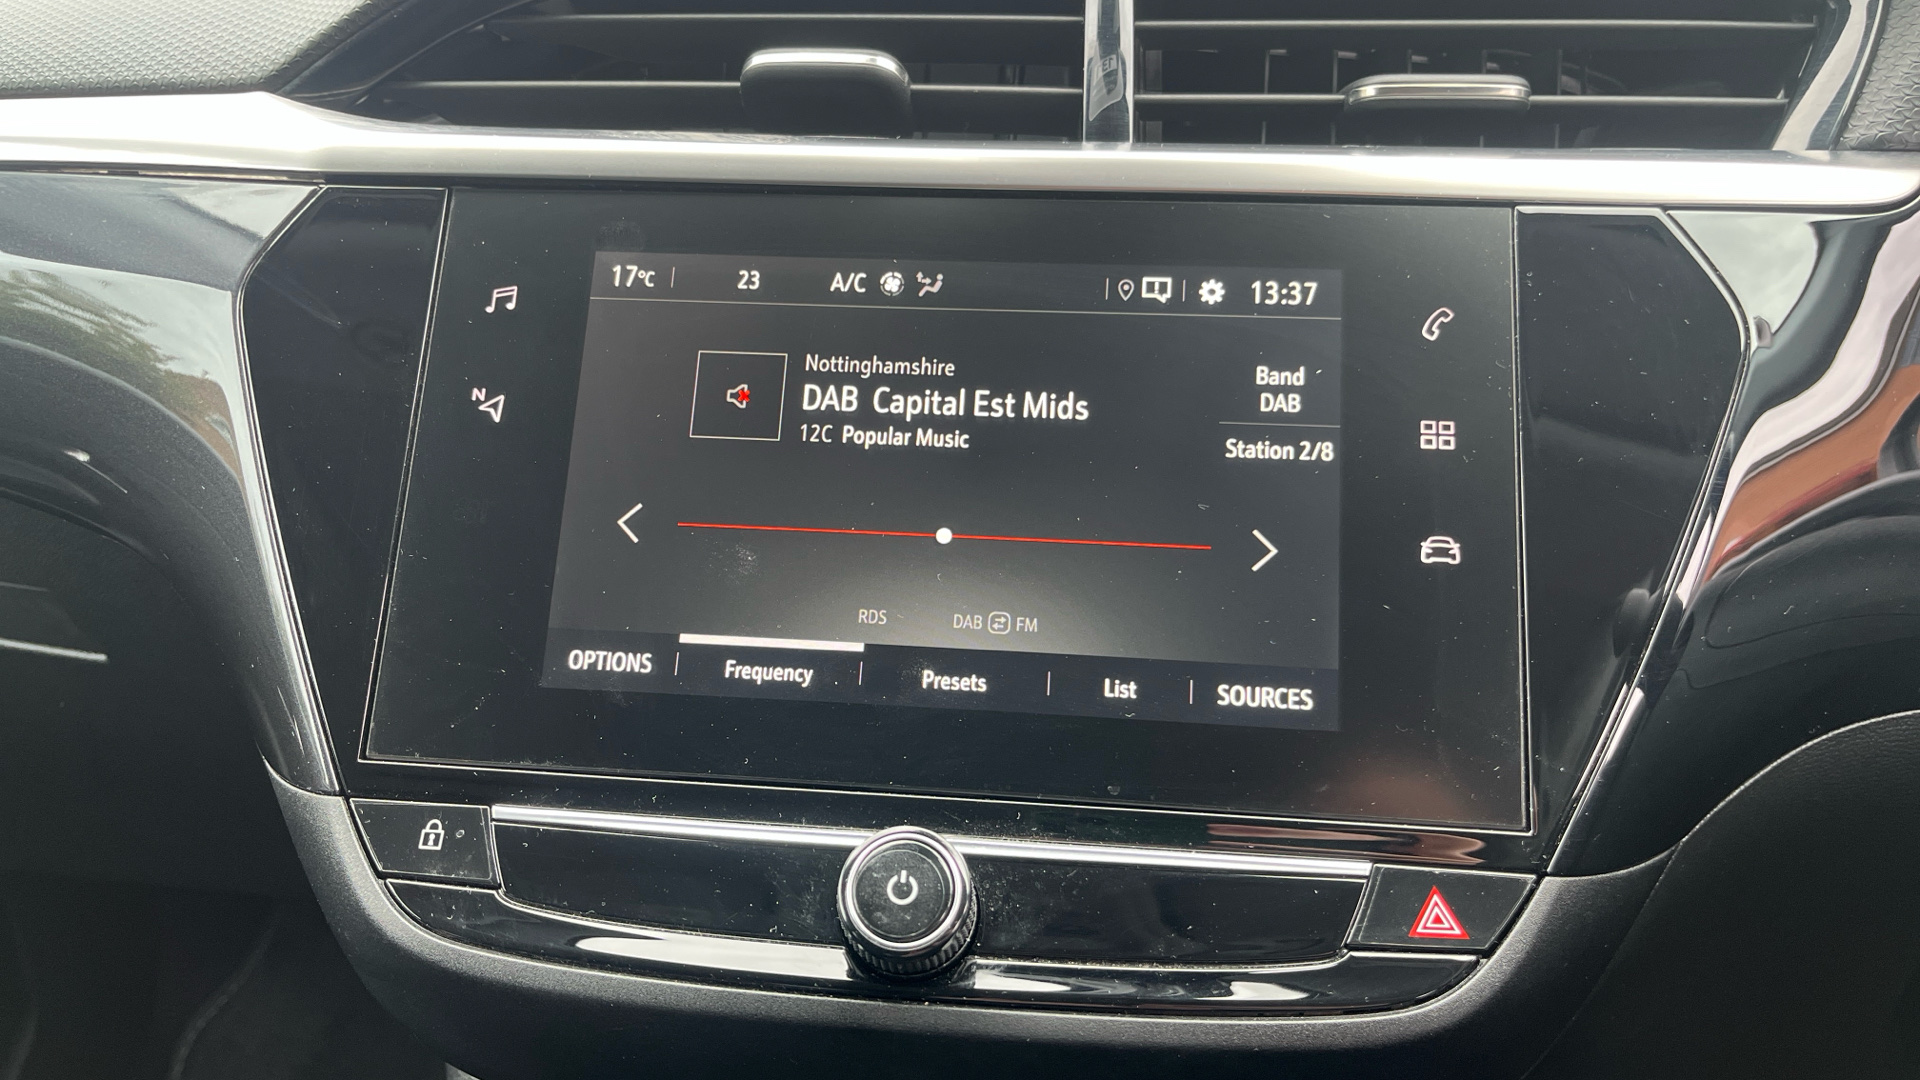 17°C 23 A/C 13:37
Nottinghamshire
DAB Capital Est Mids
12C Popular Music
Band
DAB
Station 2/8
N
RDS DAB FM
OPTIONS Frequency Presets List SOURCES